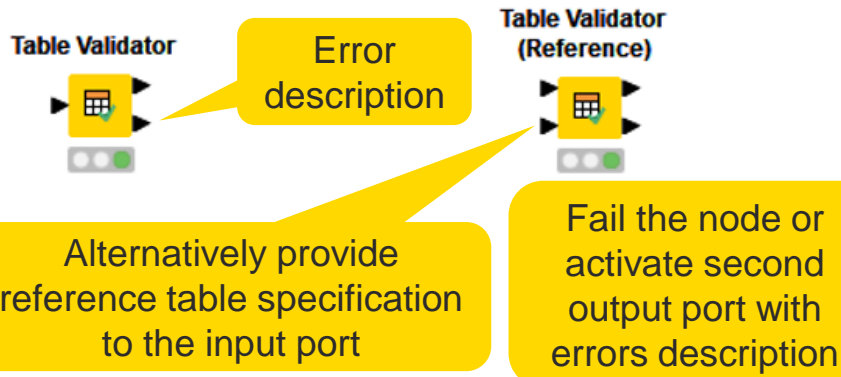 Table Validator
Error
description
Table Validator
(Reference)
Alternatively provide
reference table specification
to the input port
Fail the node or
activate second
output port with
errors description